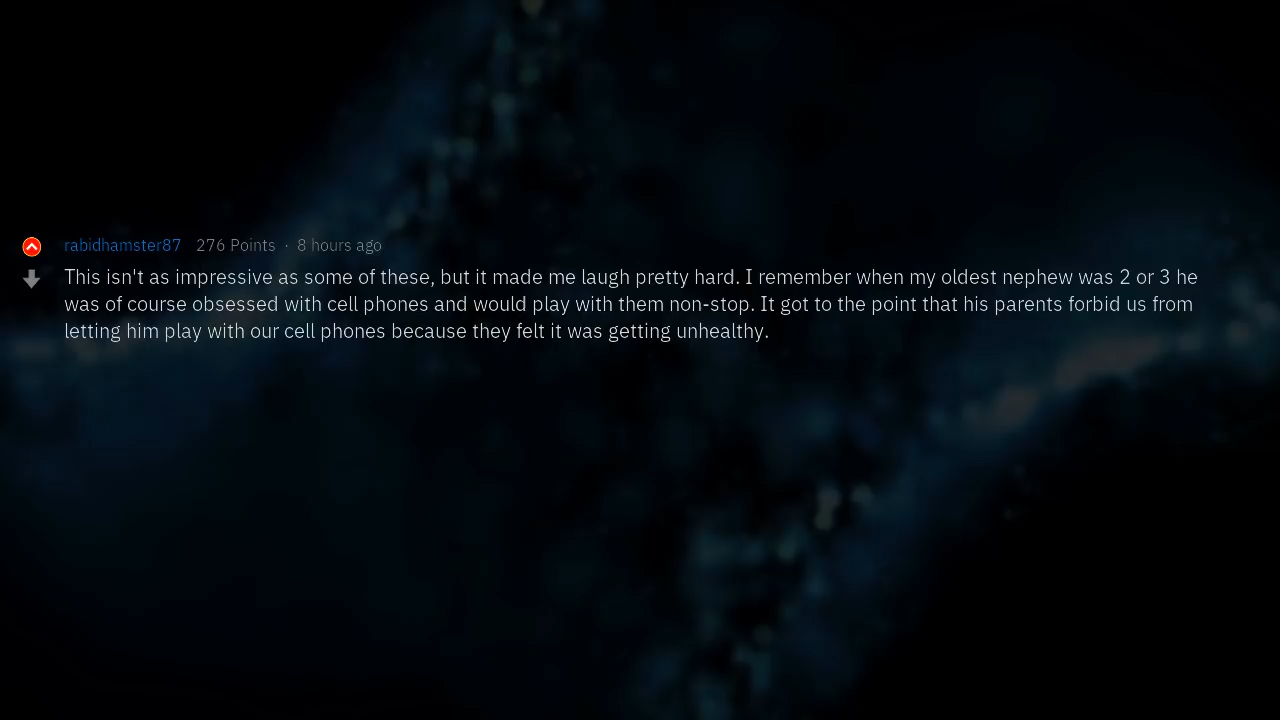 rabidhamster87 276 Points · 8 hours ago
This isn't as impressive as some of these, but it made me laugh pretty hard. I remember when my oldest nephew was 2 or 3 he
was of course obsessed with cell phones and would play with them non-stop. It got to the point that his parents forbid us from
letting him play with our cell phones because they felt it was getting unhealthy.